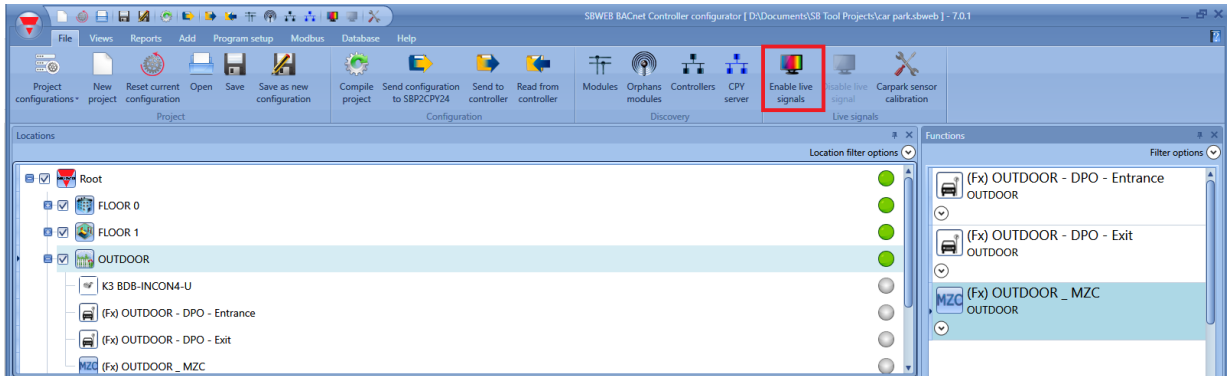 SBWEB BACnet Controller configurator [ D:\Documents\SB Tool Projects\car park.sbweb ] - 7.0.1
File Views Reports Add Program setup Modbus Database Help
Project configurations
New project
Reset current configuration
Open
Save
Save as new configuration
Compile project
Send configuration to SBP2CPY24
Send to controller
Read from controller
Modules
Orphans modules
Controllers
CPY server
Enable live signals
Disable live signal
Carpark sensor calibration
Project
Configuration
Discovery
Live signals
Locations
Location filter options
Root
FLOOR 0
FLOOR 1
OUTDOOR
K3 BDB-INCON4-U
(Fx) OUTDOOR - DPO - Entrance
(Fx) OUTDOOR - DPO - Exit
MZC (Fx) OUTDOOR _ MZC
Functions
Filter options
(Fx) OUTDOOR - DPO - Entrance
OUTDOOR
(Fx) OUTDOOR - DPO - Exit
OUTDOOR
MZC (Fx) OUTDOOR _ MZC
OUTDOOR